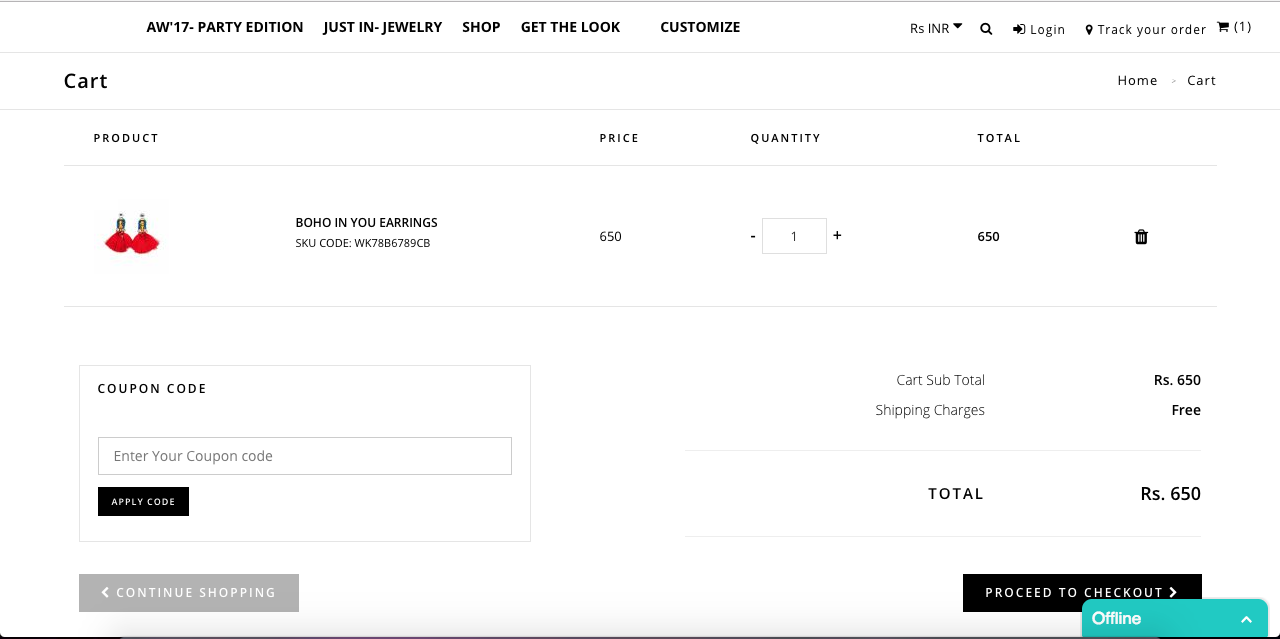 AW'17- PARTY EDITION JUST IN- JEWELRY SHOP GET THE LOOK CUSTOMIZE Rs INR Login Track your order (1)
Cart Home > Cart
PRODUCT PRICE QUANTITY TOTAL
BOHO IN YOU EARRINGS
SKU CODE: WK78B6789CB
650 - 1 + 650
COUPON CODE
Enter Your Coupon code
APPLY CODE
Cart Sub Total Rs. 650
Shipping Charges Free
TOTAL Rs. 650
CONTINUE SHOPPING
PROCEED TO CHECKOUT
Offline